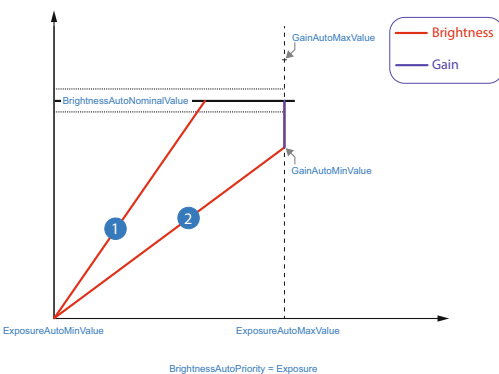 Brightness
Gain
GainAutoMaxValue
BrightnessAutoNominalValue
GainAutoMinValue
1
2
ExposureAutoMinValue
ExposureAutoMaxValue
BrightnessAutoPriority = Exposure